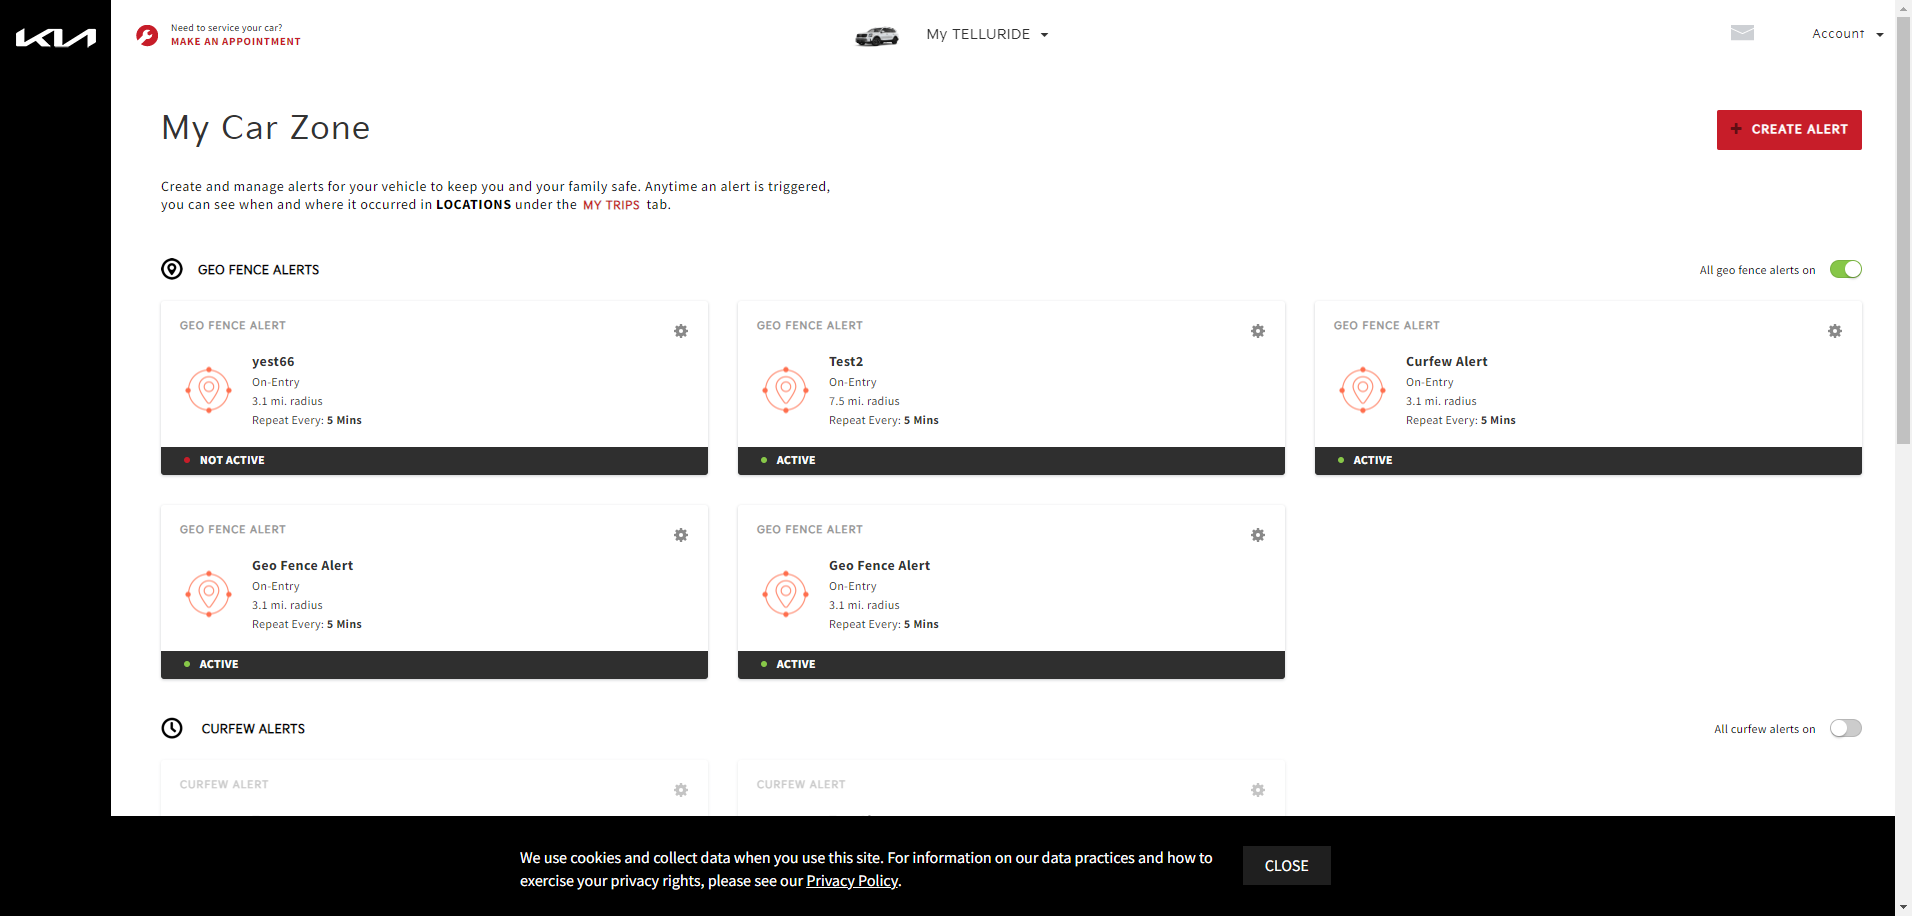 KIA
Need to service your car?
MAKE AN APPOINTMENT
My TELLURIDE
Account
My Car Zone
+ CREATE ALERT
Create and manage alerts for your vehicle to keep you and your family safe. Anytime an alert is triggered,
you can see when and where it occurred in LOCATIONS under the MY TRIPS tab.
GEO FENCE ALERTS
All geo fence alerts on
GEO FENCE ALERT
yest66
On-Entry
3.1 mi. radius
Repeat Every: 5 Mins
NOT ACTIVE
GEO FENCE ALERT
Test2
On-Entry
7.5 mi. radius
Repeat Every: 5 Mins
ACTIVE
GEO FENCE ALERT
Curfew Alert
On-Entry
3.1 mi. radius
Repeat Every: 5 Mins
ACTIVE
GEO FENCE ALERT
Geo Fence Alert
On-Entry
3.1 mi. radius
Repeat Every: 5 Mins
ACTIVE
GEO FENCE ALERT
Geo Fence Alert
On-Entry
3.1 mi. radius
Repeat Every: 5 Mins
ACTIVE
CURFEW ALERTS
All curfew alerts on
CURFEW ALERT
CURFEW ALERT
We use cookies and collect data when you use this site. For information on our data practices and how to
exercise your privacy rights, please see our Privacy Policy.
CLOSE